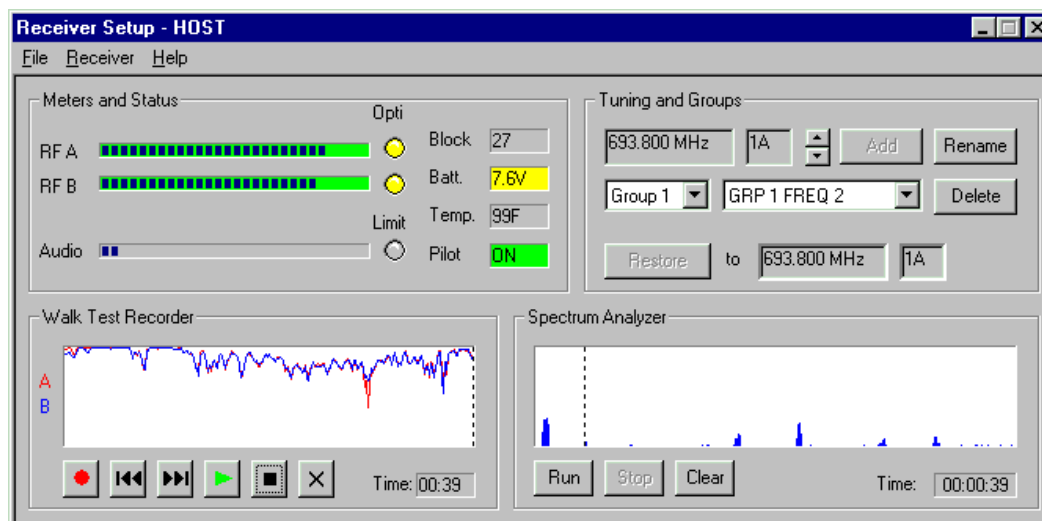 Receiver Setup - HOST
File Receiver Help
Meters and Status
Opti
RF A
RF B
Limit
Audio
Block 27
Batt. 7.6V
Temp. 99F
Pilot ON
Tuning and Groups
693.800 MHz 1A Add Rename
Group 1 GRP 1 FREQ 2 Delete
Restore to 693.800 MHz 1A
Walk Test Recorder
A
B
Time: 00:39
Spectrum Analyzer
Run Stop Clear Time: 00:00:39